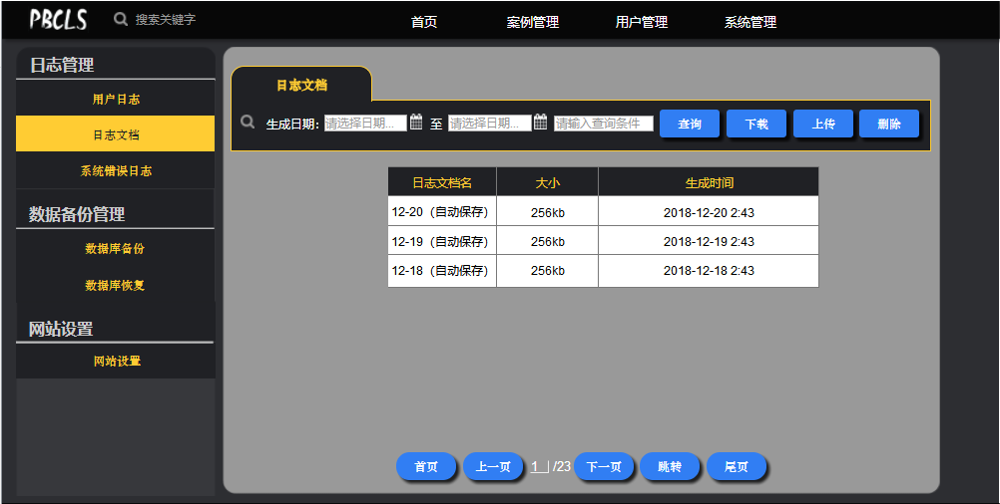 PBCLS 搜索关键字 首页 案例管理 用户管理 系统管理
日志管理
用户日志
日志文档
系统错误日志
数据备份管理
数据库备份
数据库恢复
网站设置
网站设置
日志文档
生成日期: 请选择日期... 至 请选择日期... 请输入查询条件 查询 下载 上传 删除
日志文档名 大小 生成时间
12-20（自动保存） 256kb 2018-12-20 2:43
12-19（自动保存） 256kb 2018-12-19 2:43
12-18（自动保存） 256kb 2018-12-18 2:43
首页 上一页 1 /23 下一页 跳转 尾页